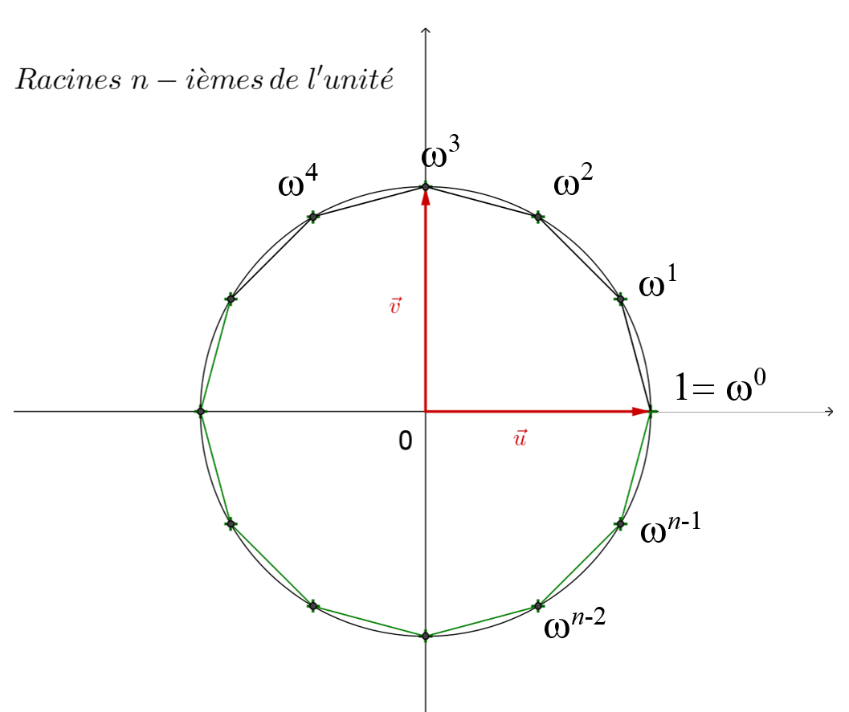 Racines n − ièmes de l'unité
ω³
ω⁴
ω²
ω¹
v⃗
1= ω⁰
0
u⃗
ωⁿ⁻¹
ωⁿ⁻²